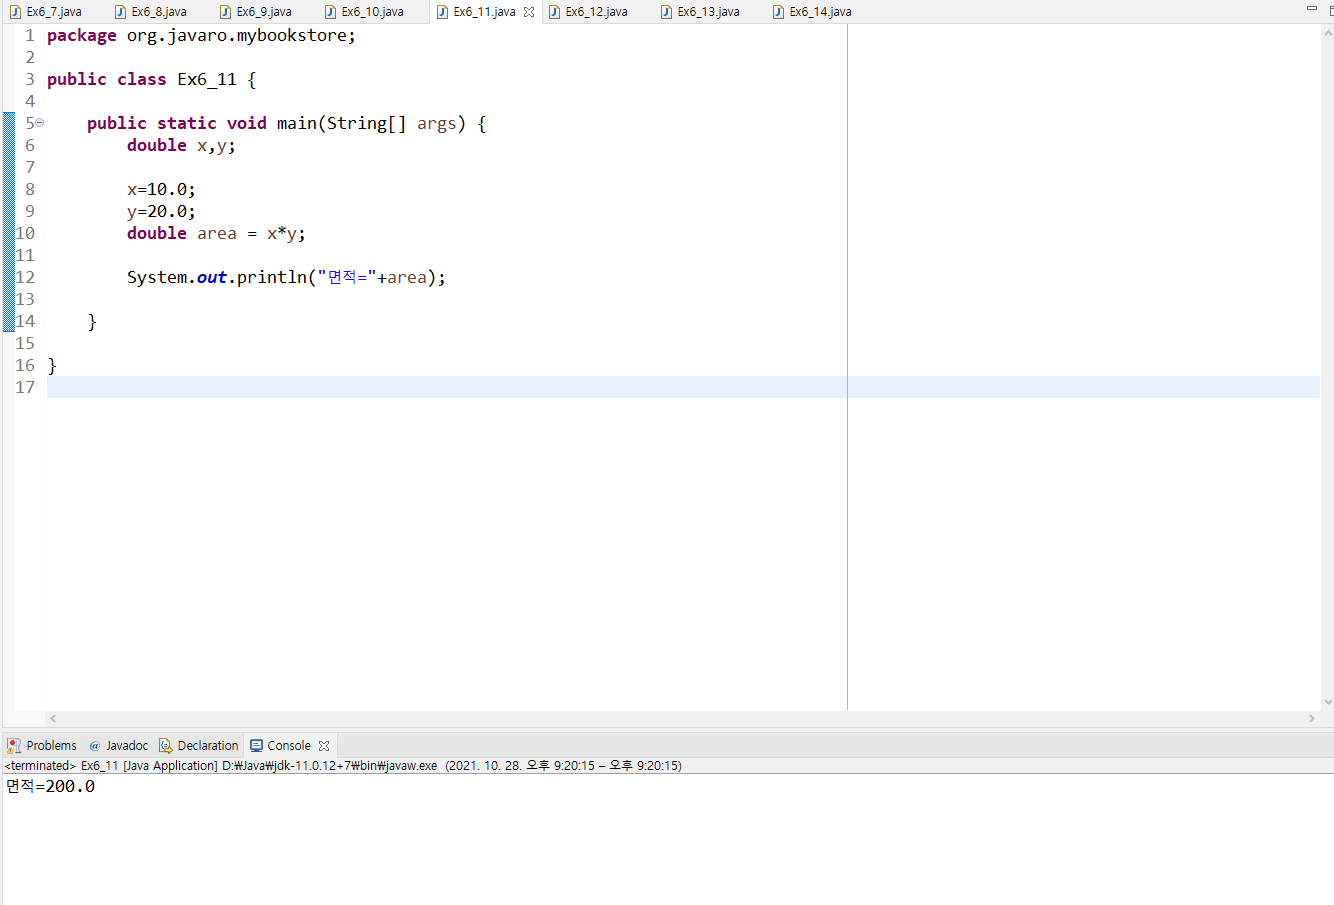 Ex6_7.java Ex6_8.java Ex6_9.java Ex6_10.java Ex6_11.java Ex6_12.java Ex6_13.java Ex6_14.java
1 package org.javaro.mybookstore;
2
3 public class Ex6_11 {
4
5 public static void main(String[] args) {
6 double x,y;
7
8 x=10.0;
9 y=20.0;
10 double area = x*y;
11
12 System.out.println("면적="+area);
13
14 }
15
16 }
17
Problems @ Javadoc Declaration Console
<terminated> Ex6_11 [Java Application] D:₩Java₩jdk-11.0.12+7₩bin₩javaw.exe (2021. 10. 28. 오후 9:20:15 – 오후 9:20:15)
면적=200.0